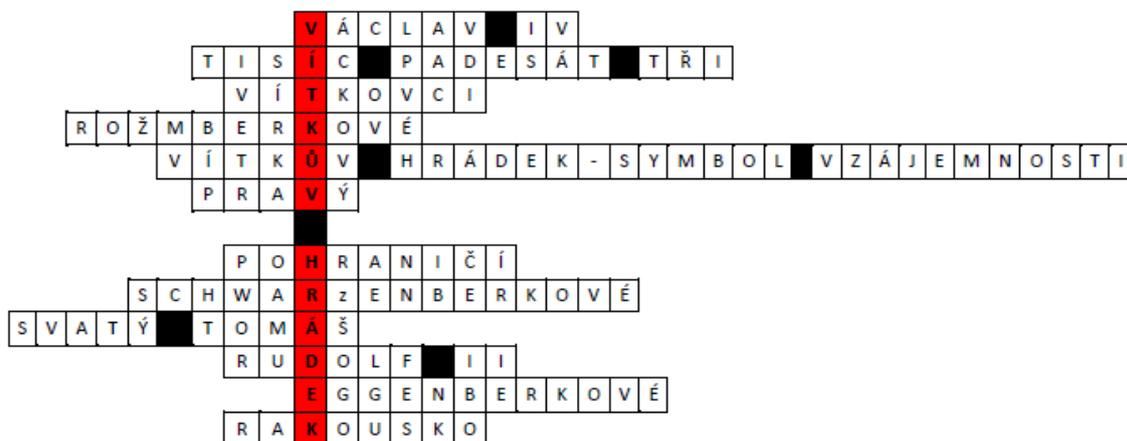 VÁCLAV IV
TISÍC PADESÁT TŘI
VÍTKOVCI
ROŽMBERKOVÉ
VÍTKŮV HRÁDEK-SYMBOL VZÁJEMNOSTI
PRAVÝ
POHRANIČÍ
SCHWARzENBERKOVÉ
SVATÝ TOMÁŠ
RUDOLF II
EGGENBERKOVÉ
RAKOUSKO